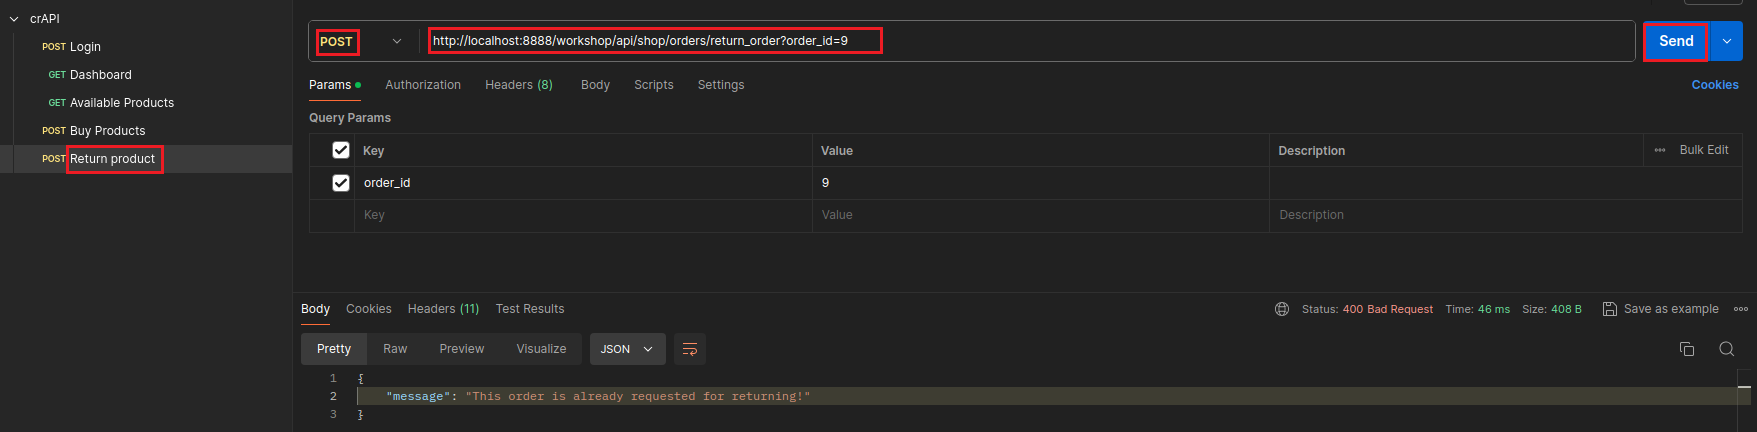 crAPI
POST Login
GET Dashboard
GET Available Products
POST Buy Products
POST Return product
POST http://localhost:8888/workshop/api/shop/orders/return_order?order_id=9 Send
Params Authorization Headers (8) Body Scripts Settings Cookies
Query Params
Key Value Description Bulk Edit
order_id 9
Key Value Description
Body Cookies Headers (11) Test Results Status: 400 Bad Request Time: 46 ms Size: 408 B Save as example
Pretty Raw Preview Visualize JSON
1 {
2 "message": "This order is already requested for returning!"
3 }